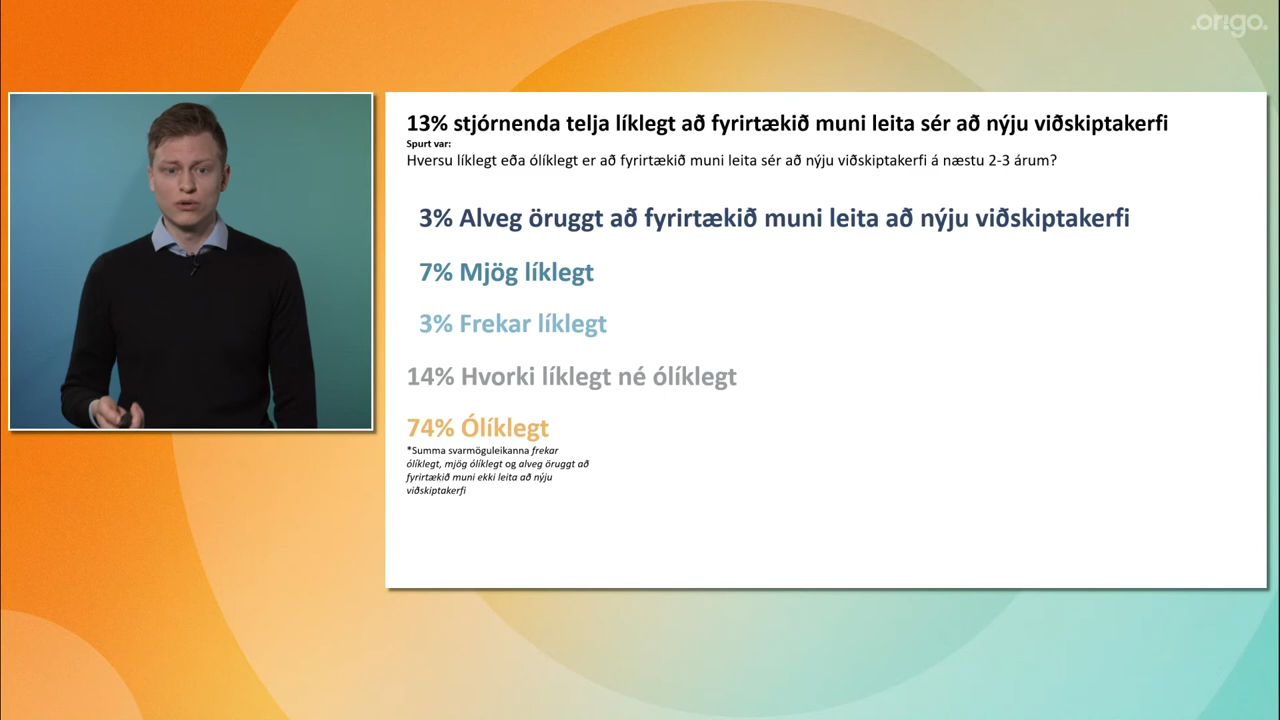 .origo.
13% stjórnenda telja líklegt að fyrirtækið muni leita sér að nýju viðskiptakerfi
Spurt var:
Hversu líklegt eða ólíklegt er að fyrirtækið muni leita sér að nýju viðskiptakerfi á næstu 2-3 árum?
3% Alveg öruggt að fyrirtækið muni leita að nýju viðskiptakerfi
7% Mjög líklegt
3% Frekar líklegt
14% Hvorki líklegt né ólíklegt
74% Ólíklegt
*Summa svarmöguleikanna frekar
ólíklegt, mjög ólíklegt og alveg öruggt að
fyrirtækið muni ekki leita að nýju
viðskiptakerfi